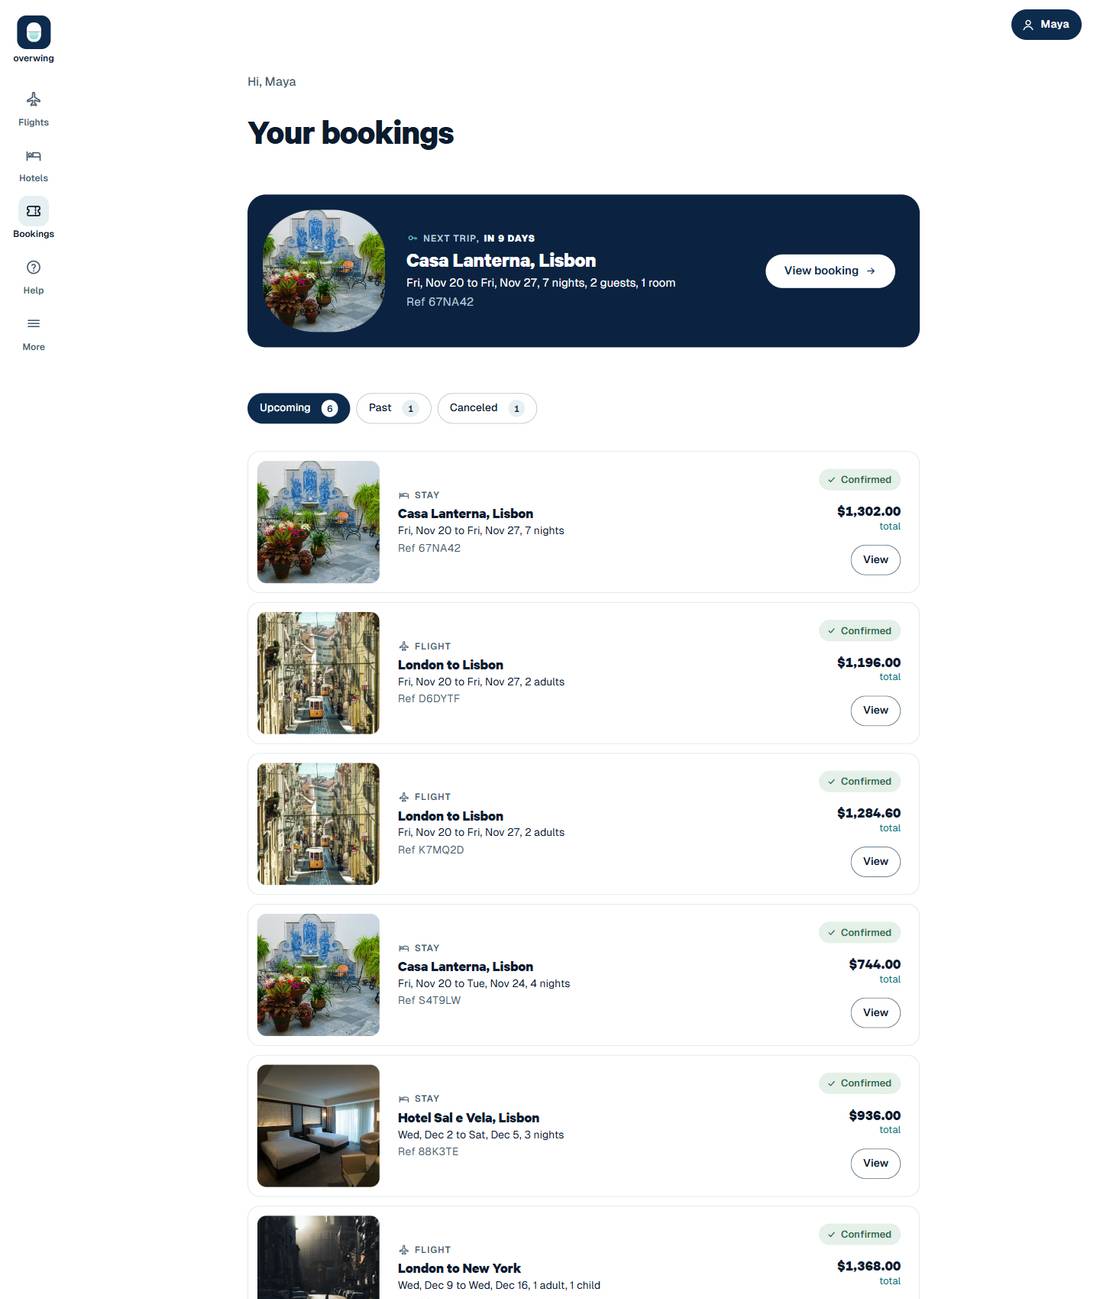 overwing
Maya
Flights
Hotels
Bookings
Help
More
Hi, Maya
Your bookings
NEXT TRIP, IN 9 DAYS
Casa Lanterna, Lisbon
Fri, Nov 20 to Fri, Nov 27, 7 nights, 2 guests, 1 room
Ref 67NA42
View booking
Upcoming 6
Past 1
Canceled 1
STAY
Casa Lanterna, Lisbon
Fri, Nov 20 to Fri, Nov 27, 7 nights
Ref 67NA42
Confirmed
$1,302.00
total
View
FLIGHT
London to Lisbon
Fri, Nov 20 to Fri, Nov 27, 2 adults
Ref D6DYTF
Confirmed
$1,196.00
total
View
FLIGHT
London to Lisbon
Fri, Nov 20 to Fri, Nov 27, 2 adults
Ref K7MQ2D
Confirmed
$1,284.60
total
View
STAY
Casa Lanterna, Lisbon
Fri, Nov 20 to Tue, Nov 24, 4 nights
Ref S4T9LW
Confirmed
$744.00
total
View
STAY
Hotel Sal e Vela, Lisbon
Wed, Dec 2 to Sat, Dec 5, 3 nights
Ref 88K3TE
Confirmed
$936.00
total
View
FLIGHT
London to New York
Wed, Dec 9 to Wed, Dec 16, 1 adult, 1 child
Confirmed
$1,368.00
total